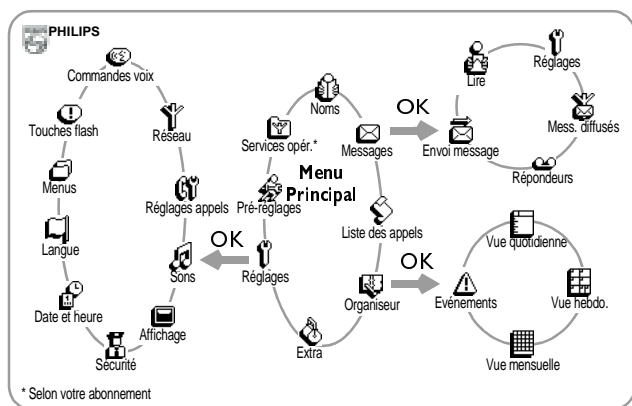 PHILIPS
Commandes voix
Touches flash
Réseau
Menus
Réglages appels
Langue
Sons
Date et heure
Affichage
Sécurité
Noms
Services opér.*
Messages
Menu
Principal
Pré-réglages
Liste des appels
Réglages
Organiseur
Extra
OK
OK
OK
Lire
Réglages
Mess. diffusés
Envoi message
Répondeurs
Vue quotidienne
Evénements
Vue hebdo.
Vue mensuelle
* Selon votre abonnement